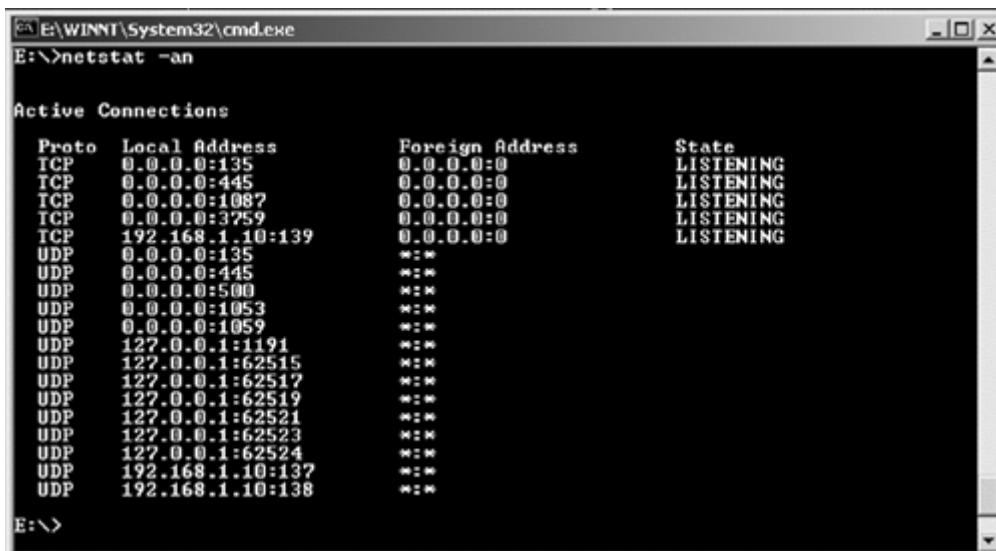 E:\WINNT\System32\cmd.exe
E:\>netstat -an
Active Connections
Proto Local Address Foreign Address State
TCP 0.0.0.0:135 0.0.0.0:0 LISTENING
TCP 0.0.0.0:445 0.0.0.0:0 LISTENING
TCP 0.0.0.0:1087 0.0.0.0:0 LISTENING
TCP 0.0.0.0:3759 0.0.0.0:0 LISTENING
TCP 192.168.1.10:139 0.0.0.0:0 LISTENING
UDP 0.0.0.0:135 *:*
UDP 0.0.0.0:445 *:*
UDP 0.0.0.0:500 *:*
UDP 0.0.0.0:1053 *:*
UDP 0.0.0.0:1059 *:*
UDP 127.0.0.1:1191 *:*
UDP 127.0.0.1:62515 *:*
UDP 127.0.0.1:62517 *:*
UDP 127.0.0.1:62519 *:*
UDP 127.0.0.1:62521 *:*
UDP 127.0.0.1:62523 *:*
UDP 127.0.0.1:62524 *:*
UDP 192.168.1.10:137 *:*
UDP 192.168.1.10:138 *:*
E:\>